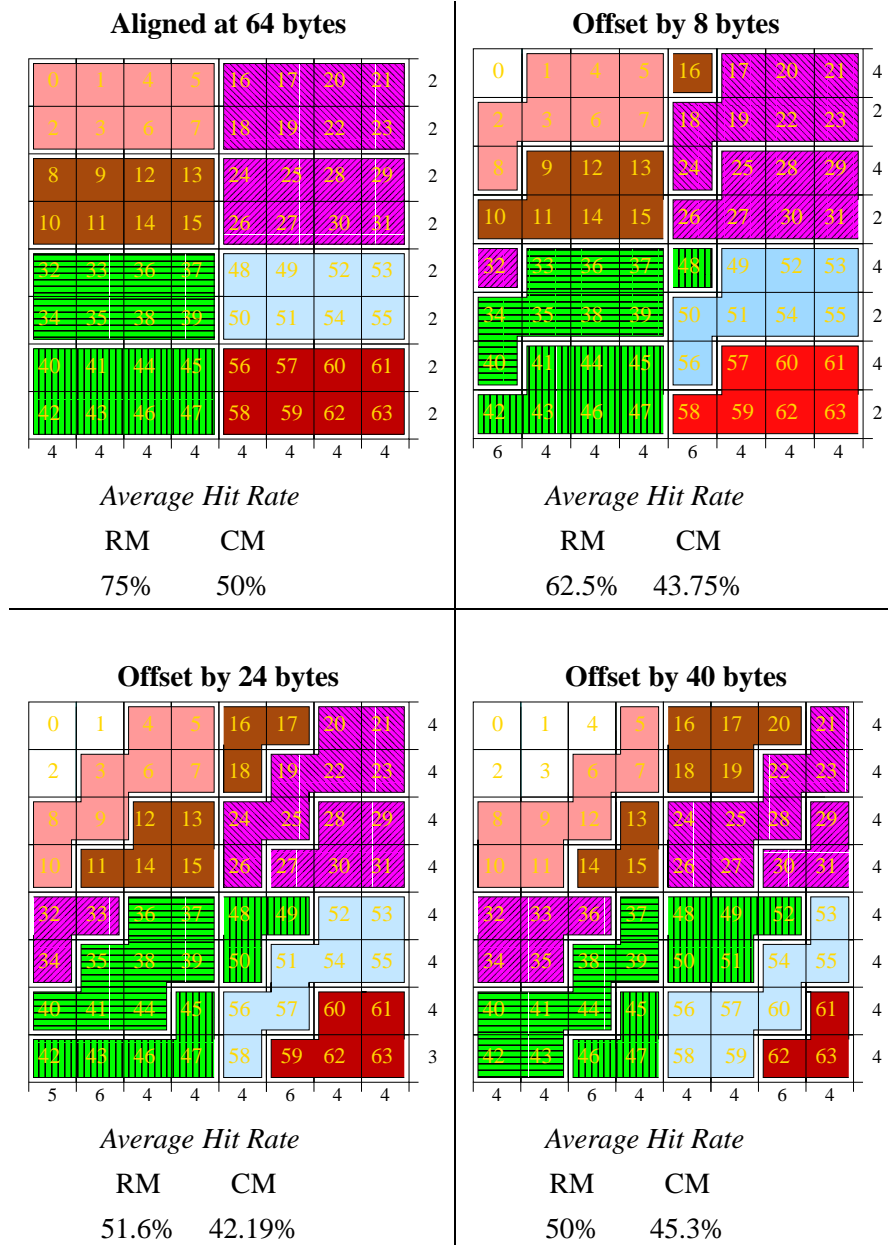 Aligned at 64 bytes
0 1 4 5 16 17 20 21 2
2 3 6 7 18 19 22 23 2
8 9 12 13 24 25 28 29 2
10 11 14 15 26 27 30 31 2
32 33 36 37 48 49 52 53 2
34 35 38 39 50 51 54 55 2
40 41 44 45 56 57 60 61 2
42 43 46 47 58 59 62 63 2
4 4 4 4 4 4 4 4
Average Hit Rate
RM CM
75% 50%
Offset by 8 bytes
0 1 4 5 16 17 20 21 4
2 3 6 7 18 19 22 23 2
8 9 12 13 24 25 28 29 4
10 11 14 15 26 27 30 31 2
32 33 36 37 48 49 52 53 4
34 35 38 39 50 51 54 55 2
40 41 44 45 56 57 60 61 4
42 43 46 47 58 59 62 63 2
6 4 4 4 6 4 4 4
Average Hit Rate
RM CM
62.5% 43.75%
Offset by 24 bytes
0 1 4 5 16 17 20 21 4
2 3 6 7 18 19 22 23 4
8 9 12 13 24 25 28 29 4
10 11 14 15 26 27 30 31 4
32 33 36 37 48 49 52 53 4
34 35 38 39 50 51 54 55 4
40 41 44 45 56 57 60 61 4
42 43 46 47 58 59 62 63 3
5 6 4 4 4 6 4 4
Average Hit Rate
RM CM
51.6% 42.19%
Offset by 40 bytes
0 1 4 5 16 17 20 21 4
2 3 6 7 18 19 22 23 4
8 9 12 13 24 25 28 29 4
10 11 14 15 26 27 30 31 4
32 33 36 37 48 49 52 53 4
34 35 38 39 50 51 54 55 4
40 41 44 45 56 57 60 61 4
42 43 46 47 58 59 62 63 4
4 4 6 4 4 4 6 4
Average Hit Rate
RM CM
50% 45.3%